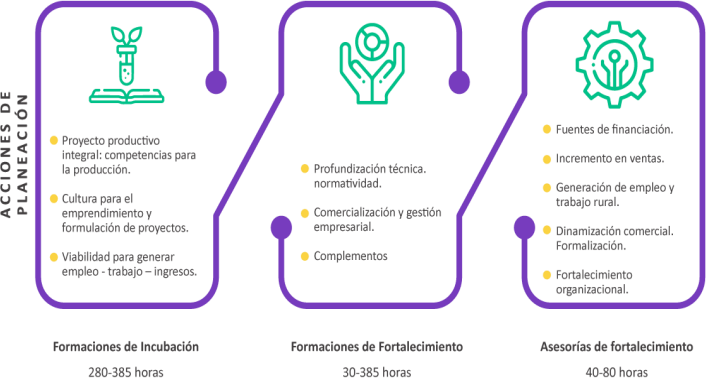 ACCIONES DE
PLANEACIÓN
Proyecto productivo
integral: competencias para
la producción.
Cultura para el
emprendimiento y
formulación de proyectos.
Viabilidad para generar
empleo - trabajo – ingresos.
Formaciones de Incubación
280-385 horas
Profundización técnica.
normatividad.
Comercialización y gestión
empresarial.
Complementos
Formaciones de Fortalecimiento
30-385 horas
Fuentes de financiación.
Incremento en ventas.
Generación de empleo y
trabajo rural.
Dinamización comercial.
Formalización.
Fortalecimiento
organizacional.
Asesorías de fortalecimiento
40-80 horas